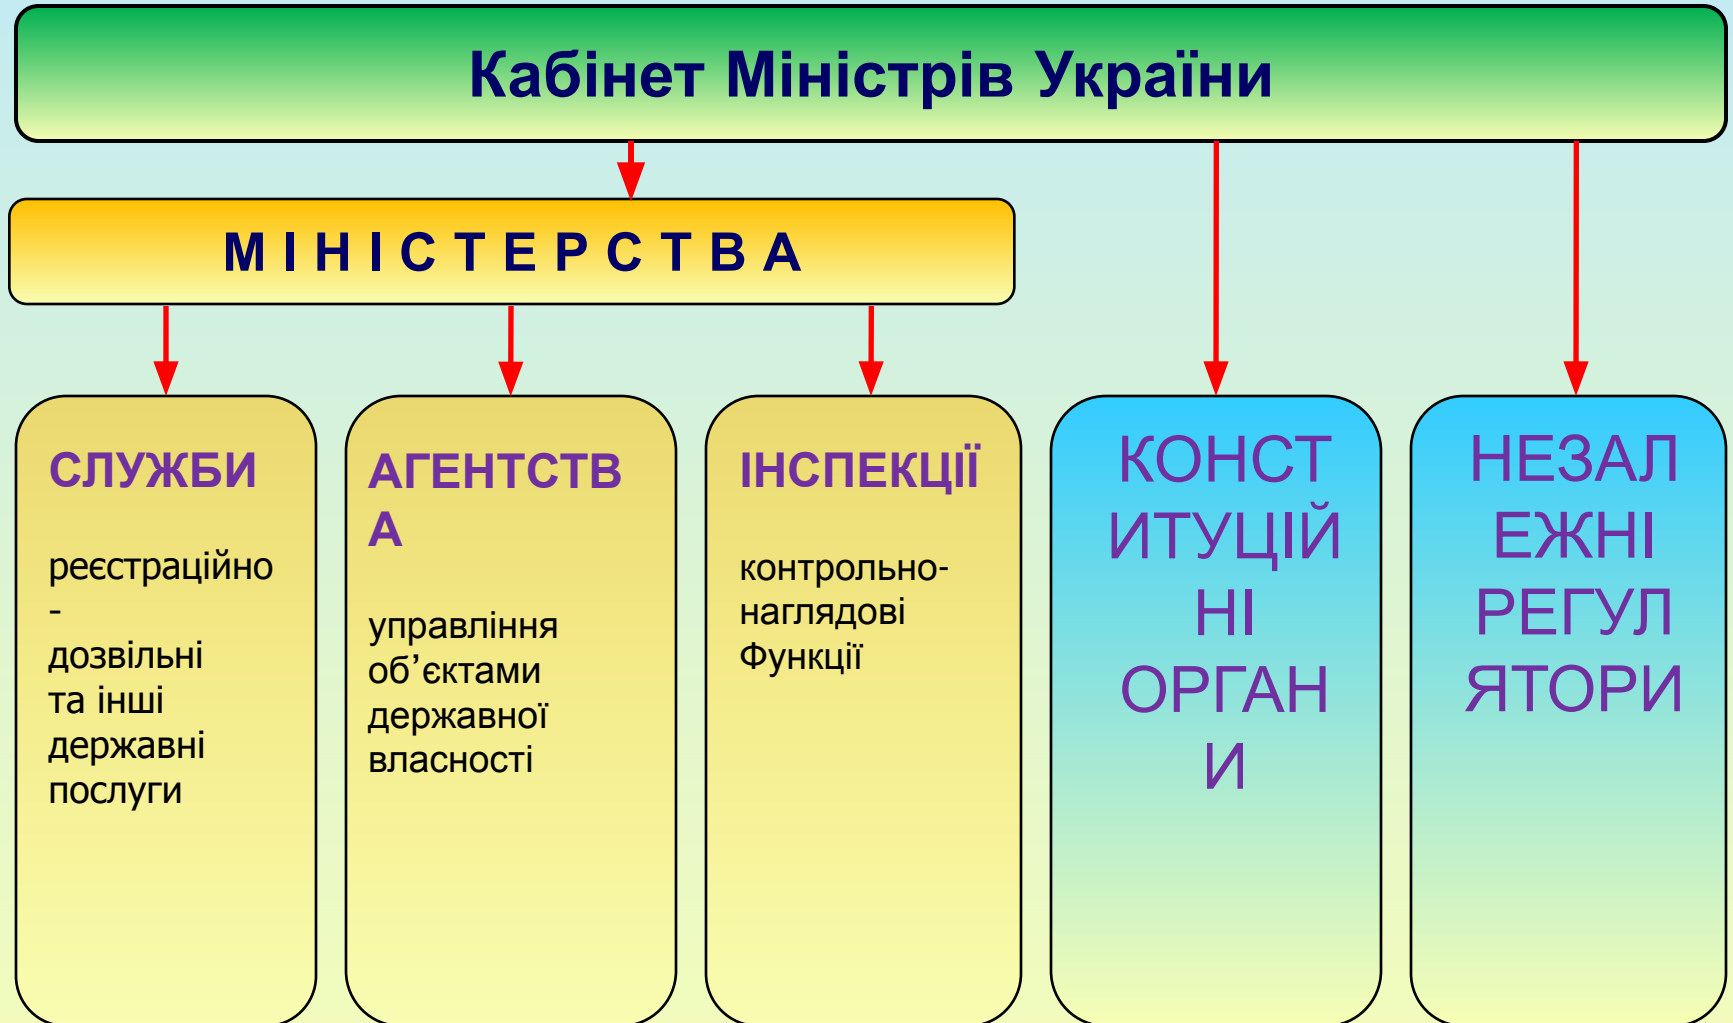 Кабінет Міністрів України
М І Н І С Т Е Р С Т В А
СЛУЖБИ
реєстраційно
-
дозвільні
та інші
державні
послуги
АГЕНТСТВ
А
управління
об’єктами
державної
власності
ІНСПЕКЦІЇ
контрольно-
наглядові
Функції
КОНСТ
ИТУЦІЙ
НІ
ОРГАН
И
НЕЗАЛ
ЕЖНІ
РЕГУЛ
ЯТОРИ